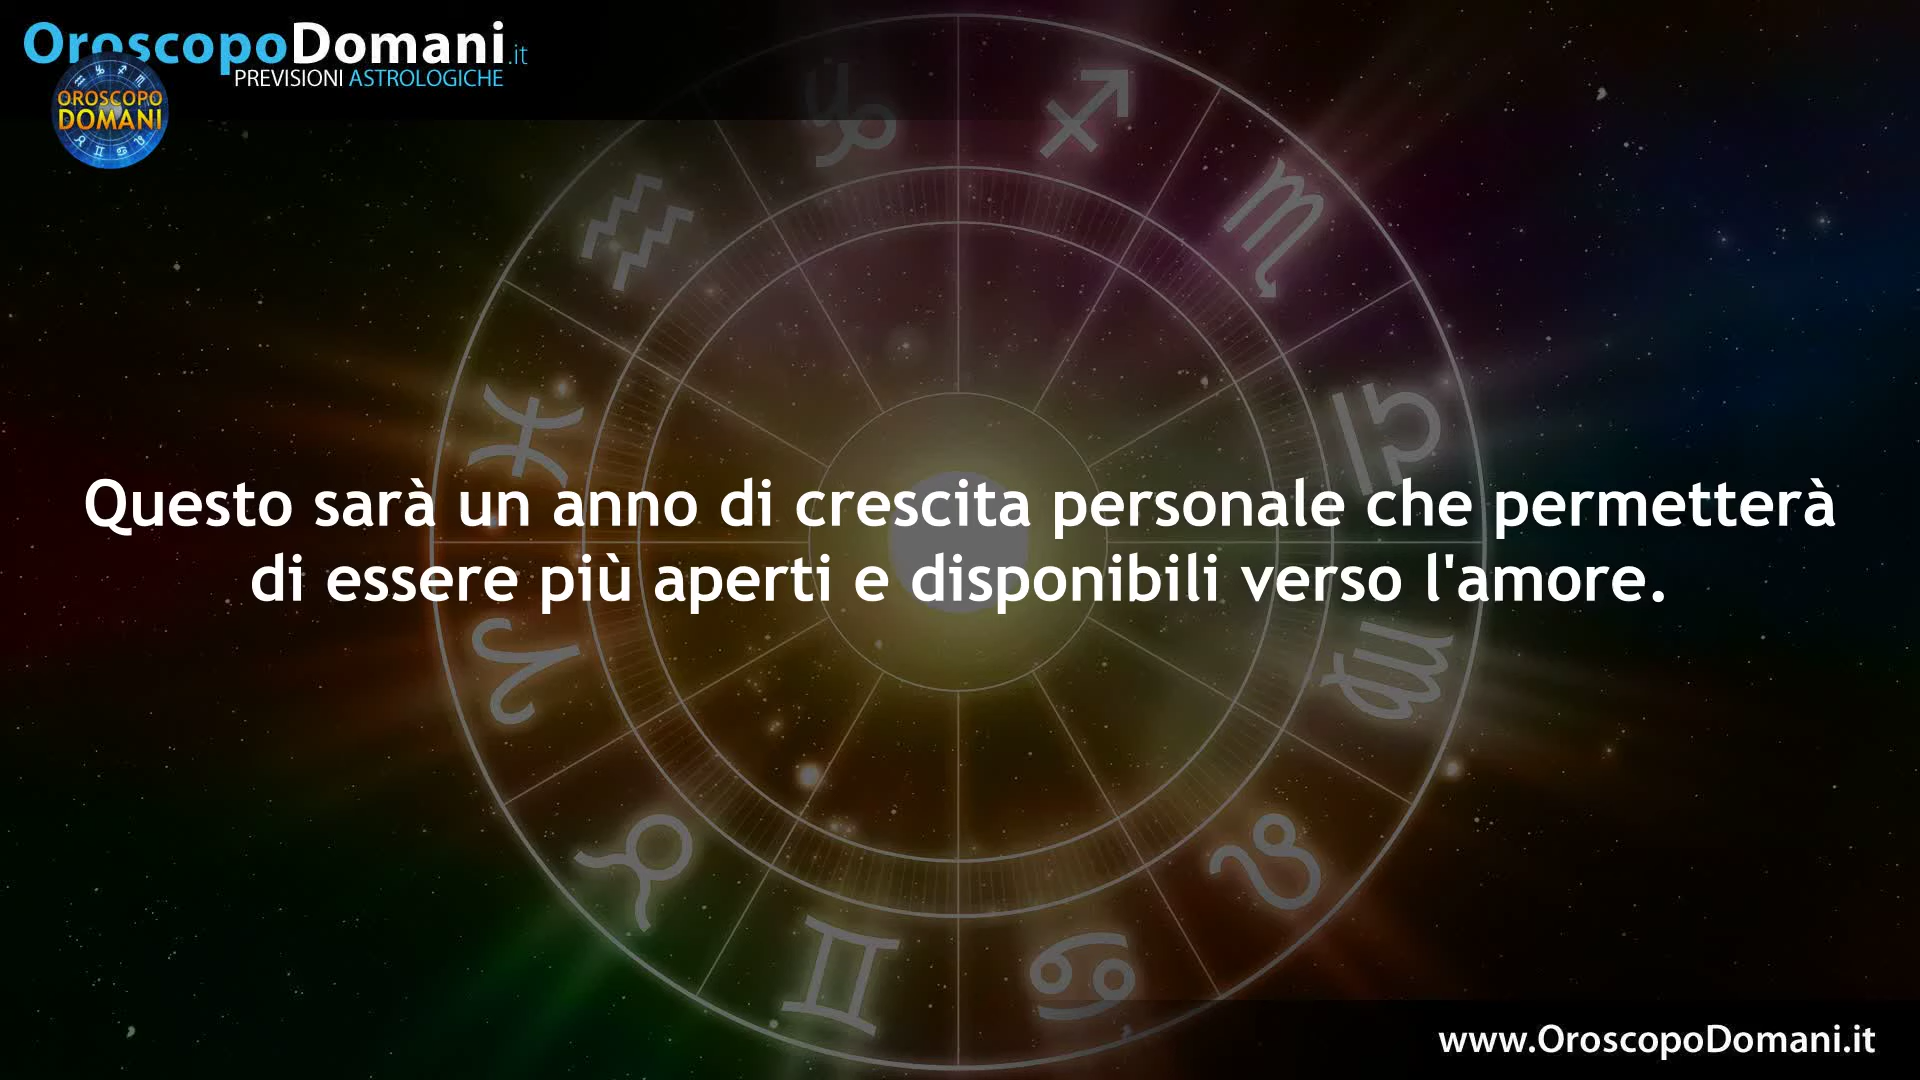 OroscopoDomani.it
PREVISIONI ASTROLOGICHE
OROSCOPO
DOMANI
Questo sarà un anno di crescita personale che permetterà
di essere più aperti e disponibili verso l'amore.
www.OroscopoDomani.it